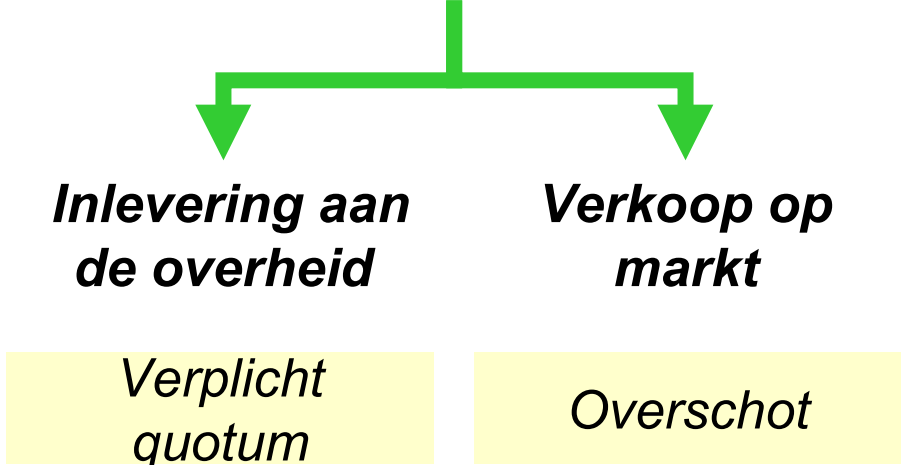 Inlevering aan
de overheid
Verkoop op
markt
Verplicht
quotum
Overschot